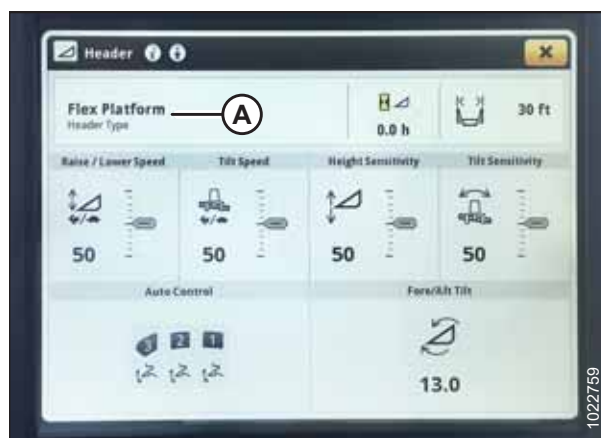 Header
Flex Platform
Header Type
A
0.0 h
30 ft
Raise / Lower Speed
Tilt Speed
Height Sensitivity
Tilt Sensitivity
50
50
50
50
Auto Control
Fore/Aft Tilt
3 2 1
13.0
1022759